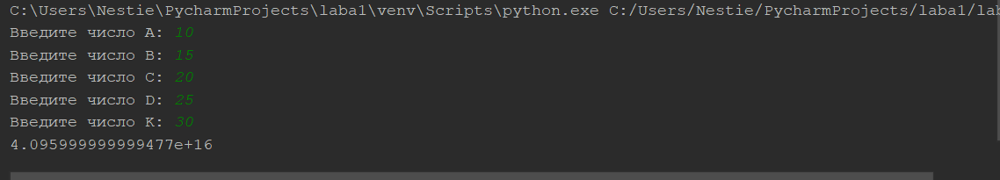 C:\Users\Nestie\PycharmProjects\laba1\venv\Scripts\python.exe C:/Users/Nestie/PycharmProjects/laba1/lab
Введите число A: 10
Введите число B: 15
Введите число C: 20
Введите число D: 25
Введите число K: 30
4.095999999999477e+16